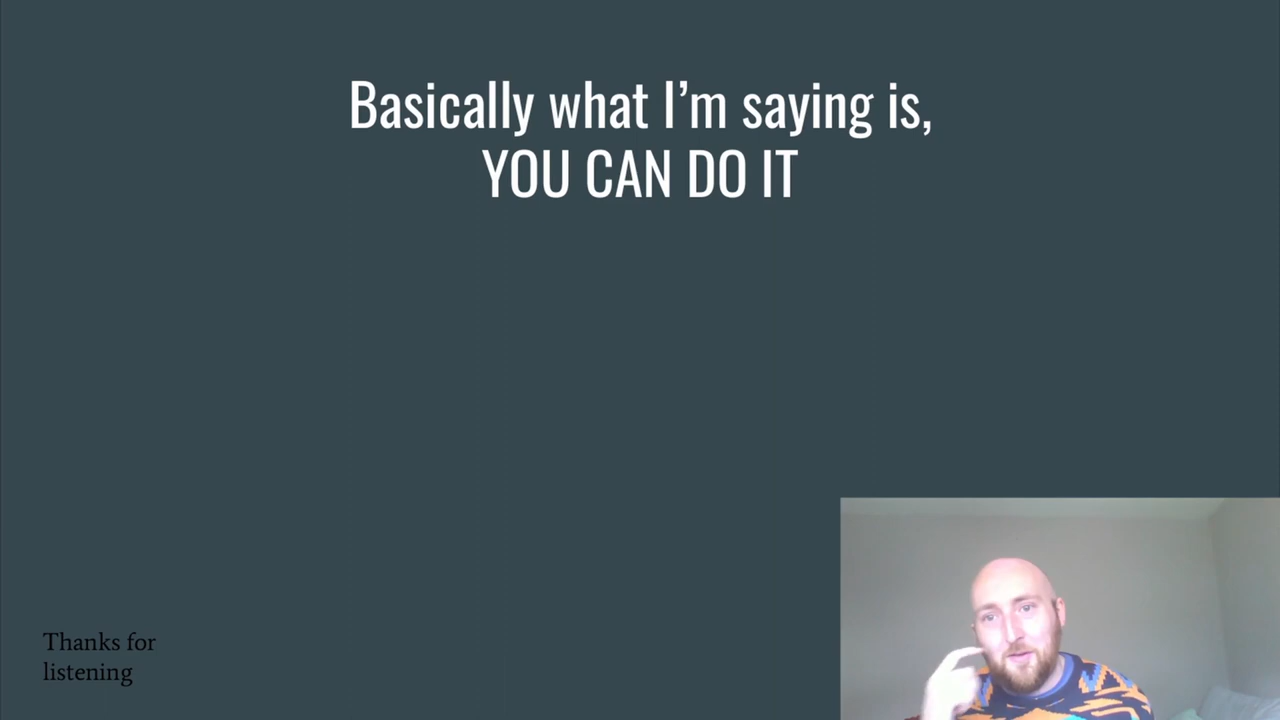 Basically what I’m saying is,
YOU CAN DO IT
Thanks for
listening